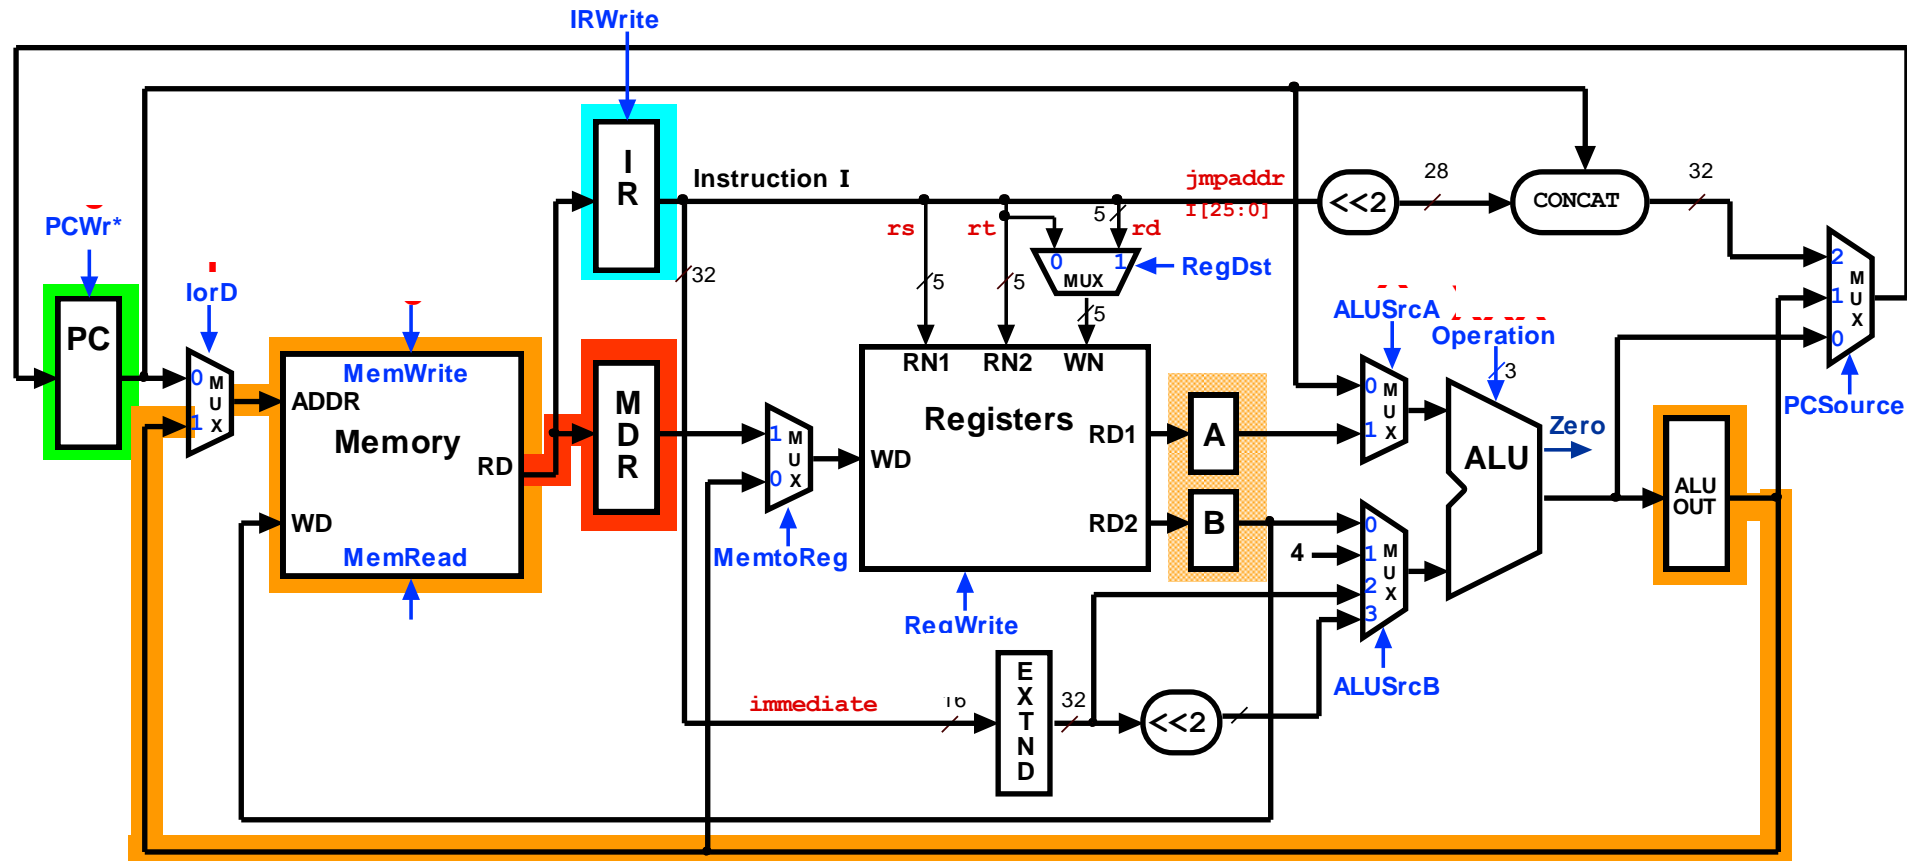 IRWrite
I
R
Instruction I
32
rs
5
rt
5
5
rd
0
1
MUX
RegDst
5
jmpaddr
I[25:0]
<<2
28
CONCAT
32
2
1
0
M
U
X
PCSource
PCWr*
PC
IorD
0
1
M
U
X
MemWrite
ADDR
Memory
RD
WD
MemRead
M
D
R
1
0
M
U
X
MemtoReg
RN1
RN2
WN
Registers
RD1
WD
RD2
RegWrite
A
B
4
ALUSrcA
0
1
M
U
X
Operation
3
0
1
2
3
M
U
X
ALUSrcB
ALU
Zero
ALU
OUT
immediate
16
E
X
T
N
D
32
<<2